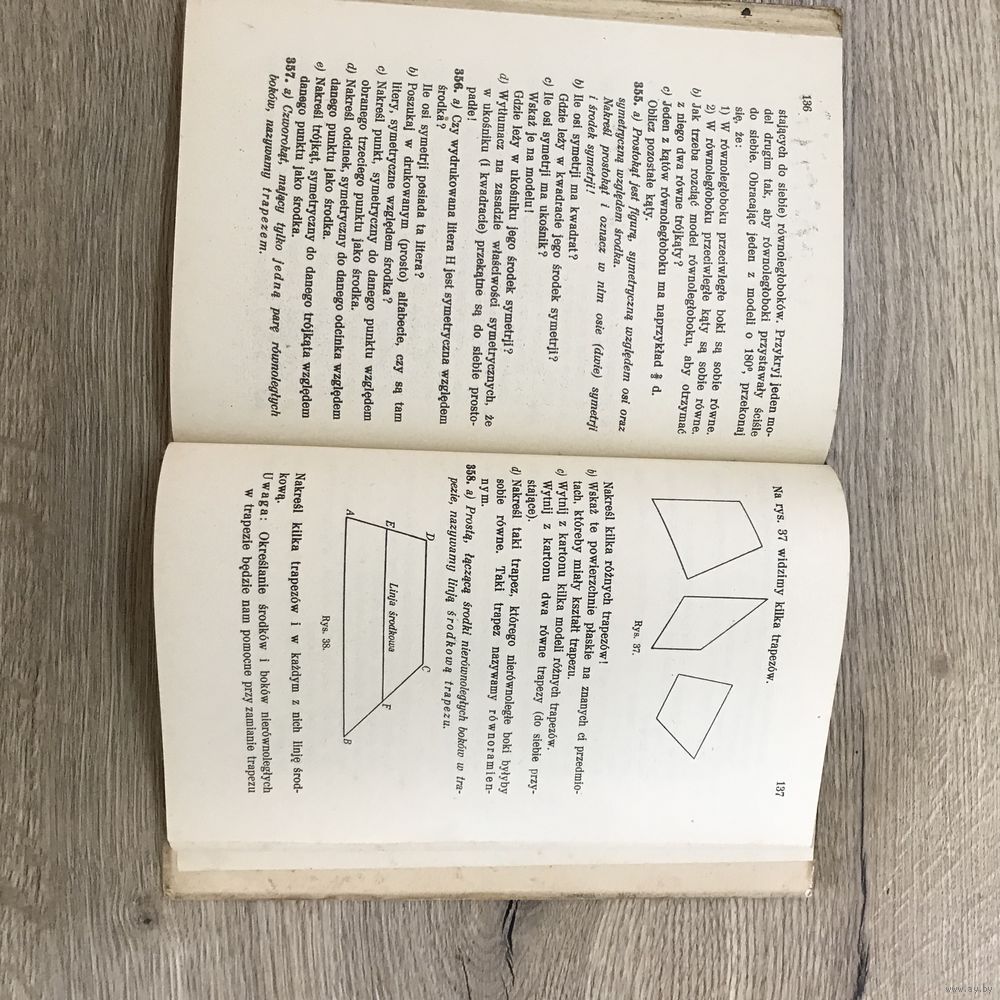 136
stających do siebie) równoległoboków. Przykryj jeden mo-
del drugim tak, aby równoległoboki przystawały ściśle
do siebie. Obracając jeden z modeli o 180°, przekonaj
się, że:
1) W równoległoboku przeciwległe boki są sobie równe.
2) W równoległoboku przeciwległe kąty są sobie równe.
b) Jak trzeba rozciąć model równoległoboku, aby otrzymać
z niego dwa równe trójkąty?
c) Jeden z kątów równoległoboku ma naprzykład d.
Oblicz pozostałe kąty.
355. a) Prostokąt jest figurą, symetryczną względem osi oraz
symetryczną względem środka.
Nakreśl prostokąt i oznacz w nim osie (dwie) symetrji
i środek symetrji!
b) Ile osi symetrji ma kwadrat?
Gdzie leży w kwadracie jego środek symetrji?
c) Ile osi symetrji ma ukośnik?
Wskaż je na modelu!
Gdzie leży w ukośniku jego środek symetrji?
d) Wytłumacz na zasadzie właściwości symetrycznych, że
w ukośniku (i kwadracie) przekątne są do siebie prosto-
padłe!
356. a) Czy wydrukowana litera H jest symetryczna względem
środka?
Ile osi symetrji posiada ta litera?
b) Poszukaj w drukowanym (prosto) alfabecie, czy są tam
litery, symetryczne względem środka?
c) Nakreśl punkt, symetryczny do danego punktu względem
obranego trzeciego punktu jako środka.
d) Nakreśl odcinek, symetryczny do danego odcinka względem
danego punktu jako środka.
e) Nakreśl trójkąt, symetryczny do danego trójkąta względem
danego punktu jako środka.
357. a) Czworokąt, mający tylko jedną parę równoległych
boków, nazywamy trapezem.
137
Na rys. 37 widzimy kilka trapezów.
Rys. 37.
Nakreśl kilka różnych trapezów!
b) Wskaż te powierzchnie płaskie na znanych ci przedmio-
tach, któreby miały kształt trapezu.
c) Wytnij z kartonu kilka modeli różnych trapezów.
Wytnij z kartonu dwa równe trapezy (do siebie przy-
stające).
d) Nakreśl taki trapez, którego nierównoległe boki byłyby
sobie równe. Taki trapez nazywamy równoramien-
nym.
358. a) Prostą, łączącą środki nierównoległych boków w tra-
pezie, nazywamy linją środkową trapezu.
D C
E Linja środkowa F
A B
Rys. 38.
Nakreśl kilka trapezów i w każdym z nich linję środ-
kową.
Uwaga: Określanie środków i boków nierównoległych
w trapezie będzie nam pomocne przy zamianie trapezu
www.ay.by